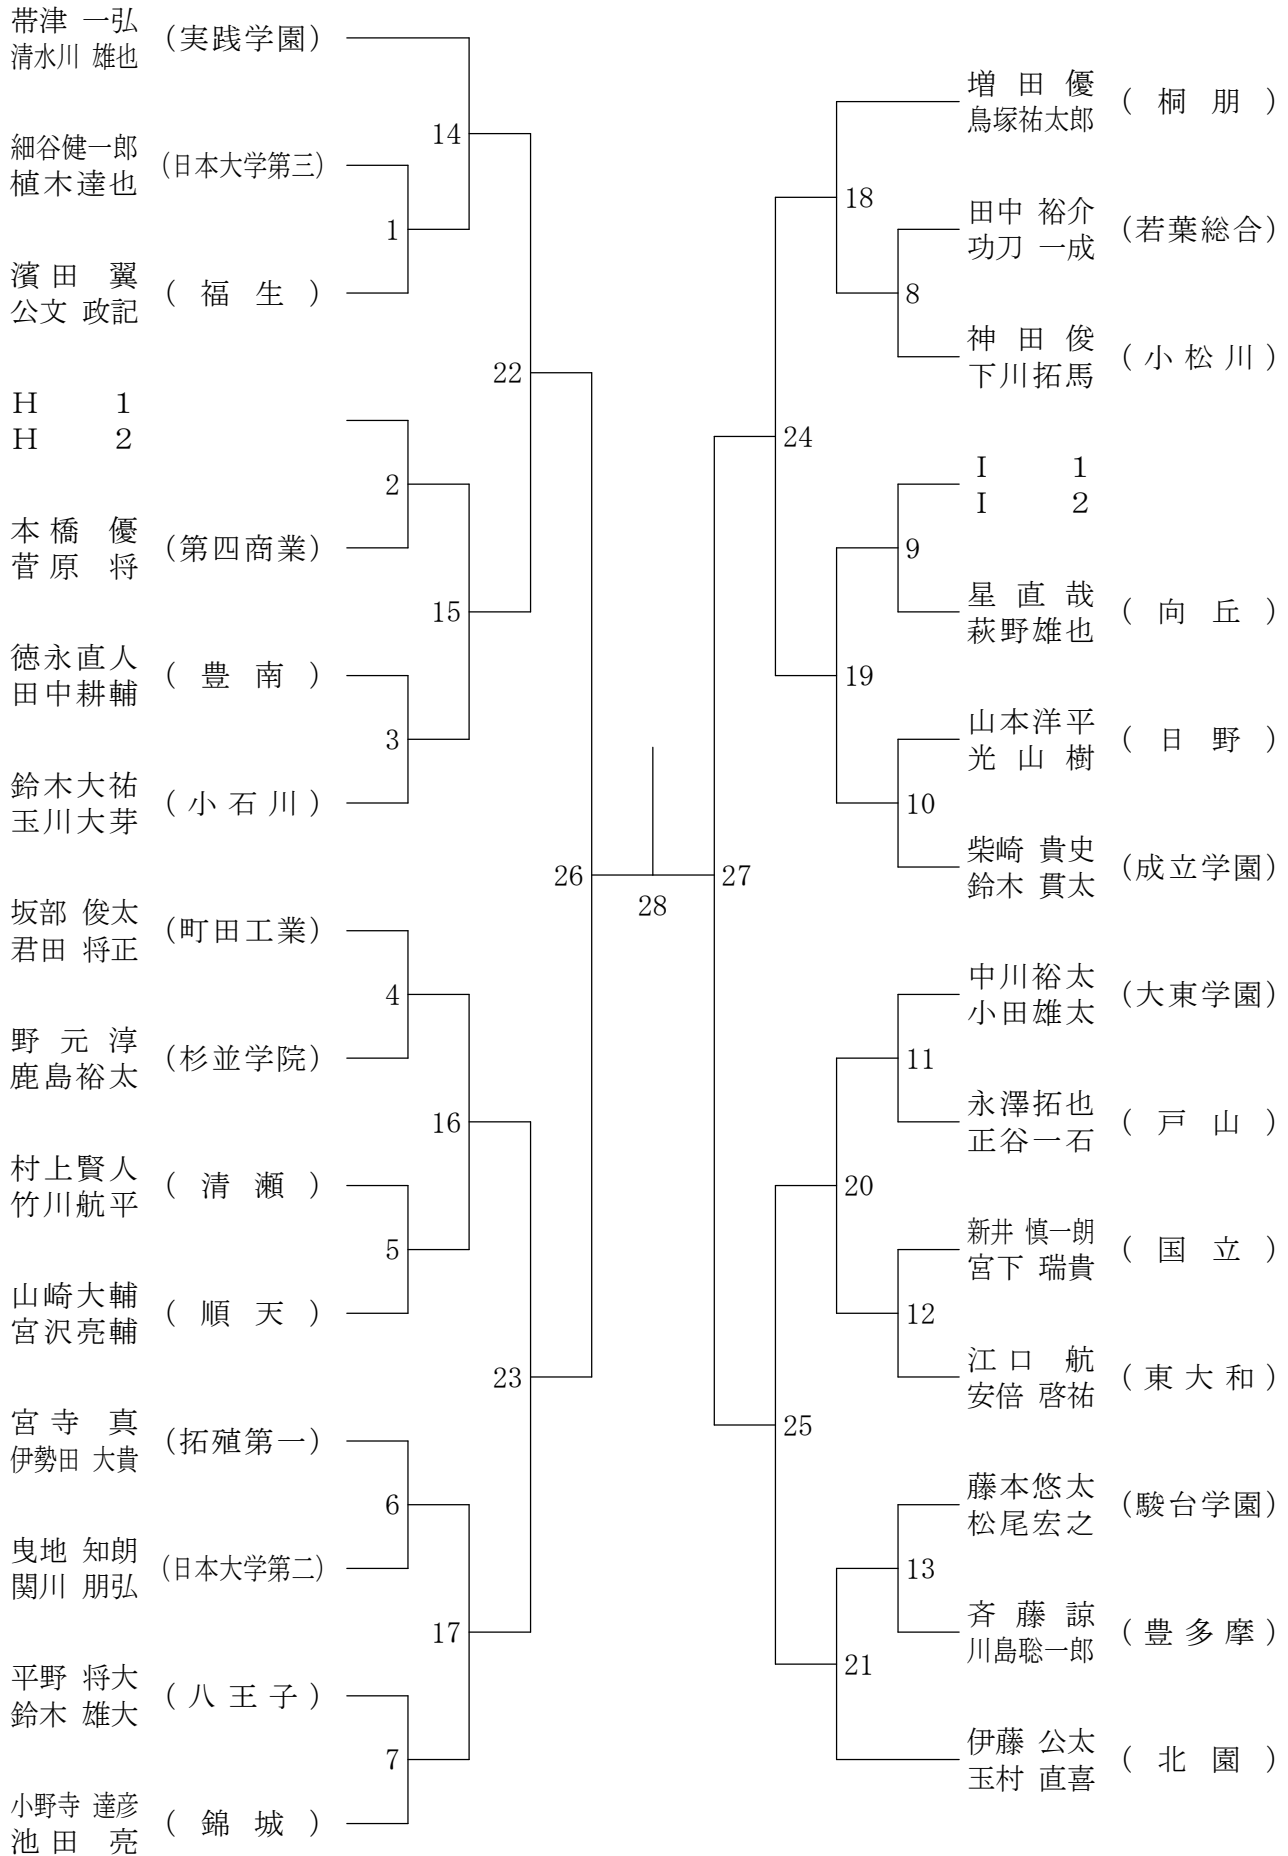 帯津 一弘
清水川 雄也
(実践学園)
細谷健一郎
植木達也
(日本大学第三)
濱田 翼
公文 政記
(福生)
H 1
H 2
本橋 優
菅原 将
(第四商業)
徳永直人
田中耕輔
(豊南)
鈴木大祐
玉川大芽
(小石川)
坂部 俊太
君田 将正
(町田工業)
野元淳
鹿島裕太
(杉並学院)
村上賢人
竹川航平
(清瀬)
山崎大輔
宮沢亮輔
(順天)
宮寺 真
伊勢田 大貴
(拓殖第一)
曳地 知朗
関川 朋弘
(日本大学第二)
平野 将大
鈴木 雄大
(八王子)
小野寺 達彦
池田 亮
(錦城)
1
2
3
4
5
6
7
14
15
16
17
22
23
26
28
27
24
25
18
19
20
21
8
9
10
11
12
13
増田優
鳥塚祐太郎
(桐朋)
田中 裕介
功刀 一成
(若葉総合)
神田俊
下川拓馬
(小松川)
I 1
I 2
星直哉
萩野雄也
(向丘)
山本洋平
光山樹
(日野)
柴崎 貴史
鈴木 貫太
(成立学園)
中川裕太
小田雄太
(大東学園)
永澤拓也
正谷一石
(戸山)
新井 慎一朗
宮下 瑞貴
(国立)
江口 航
安倍 啓祐
(東大和)
藤本悠太
松尾宏之
(駿台学園)
斉藤諒
川島聡一郎
(豊多摩)
伊藤 公太
玉村 直喜
(北園)